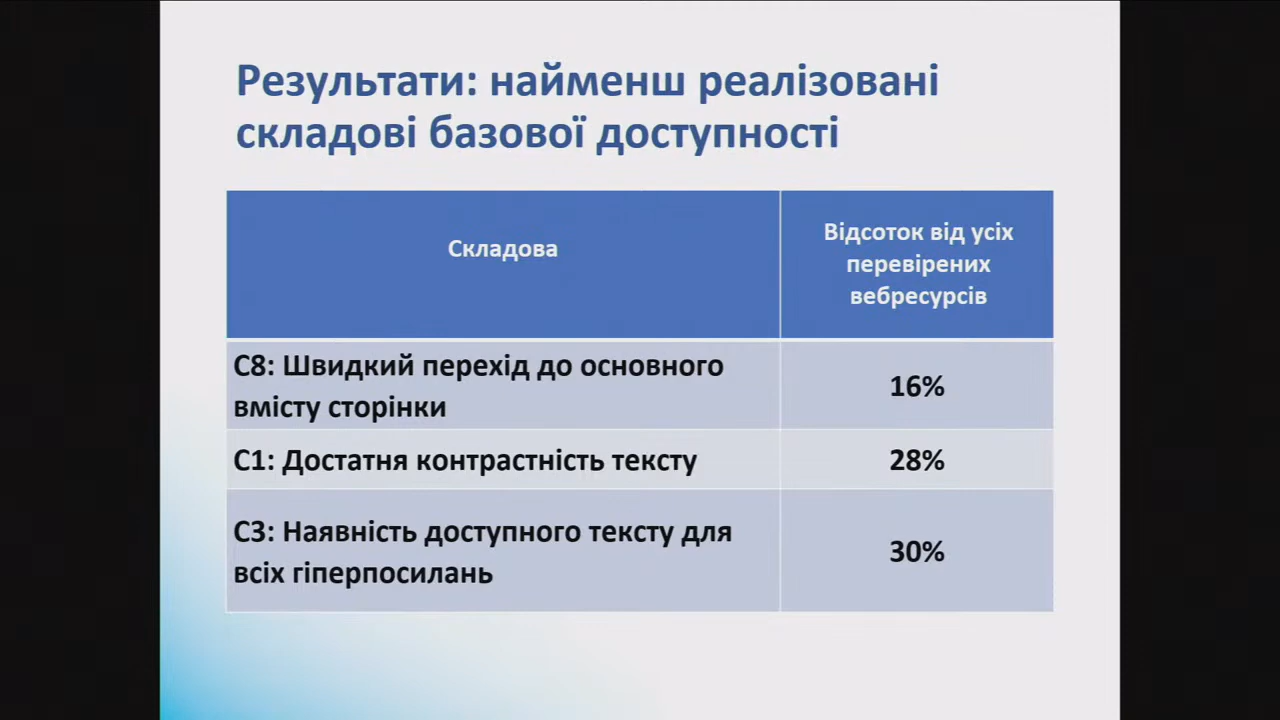 Результати: найменш реалізовані
складові базової доступності
Складова
Відсоток від усіх
перевірених
вебресурсів
С8: Швидкий перехід до основного
вмісту сторінки
16%
С1: Достатня контрастність тексту
28%
С3: Наявність доступного тексту для
всіх гіперпосилань
30%